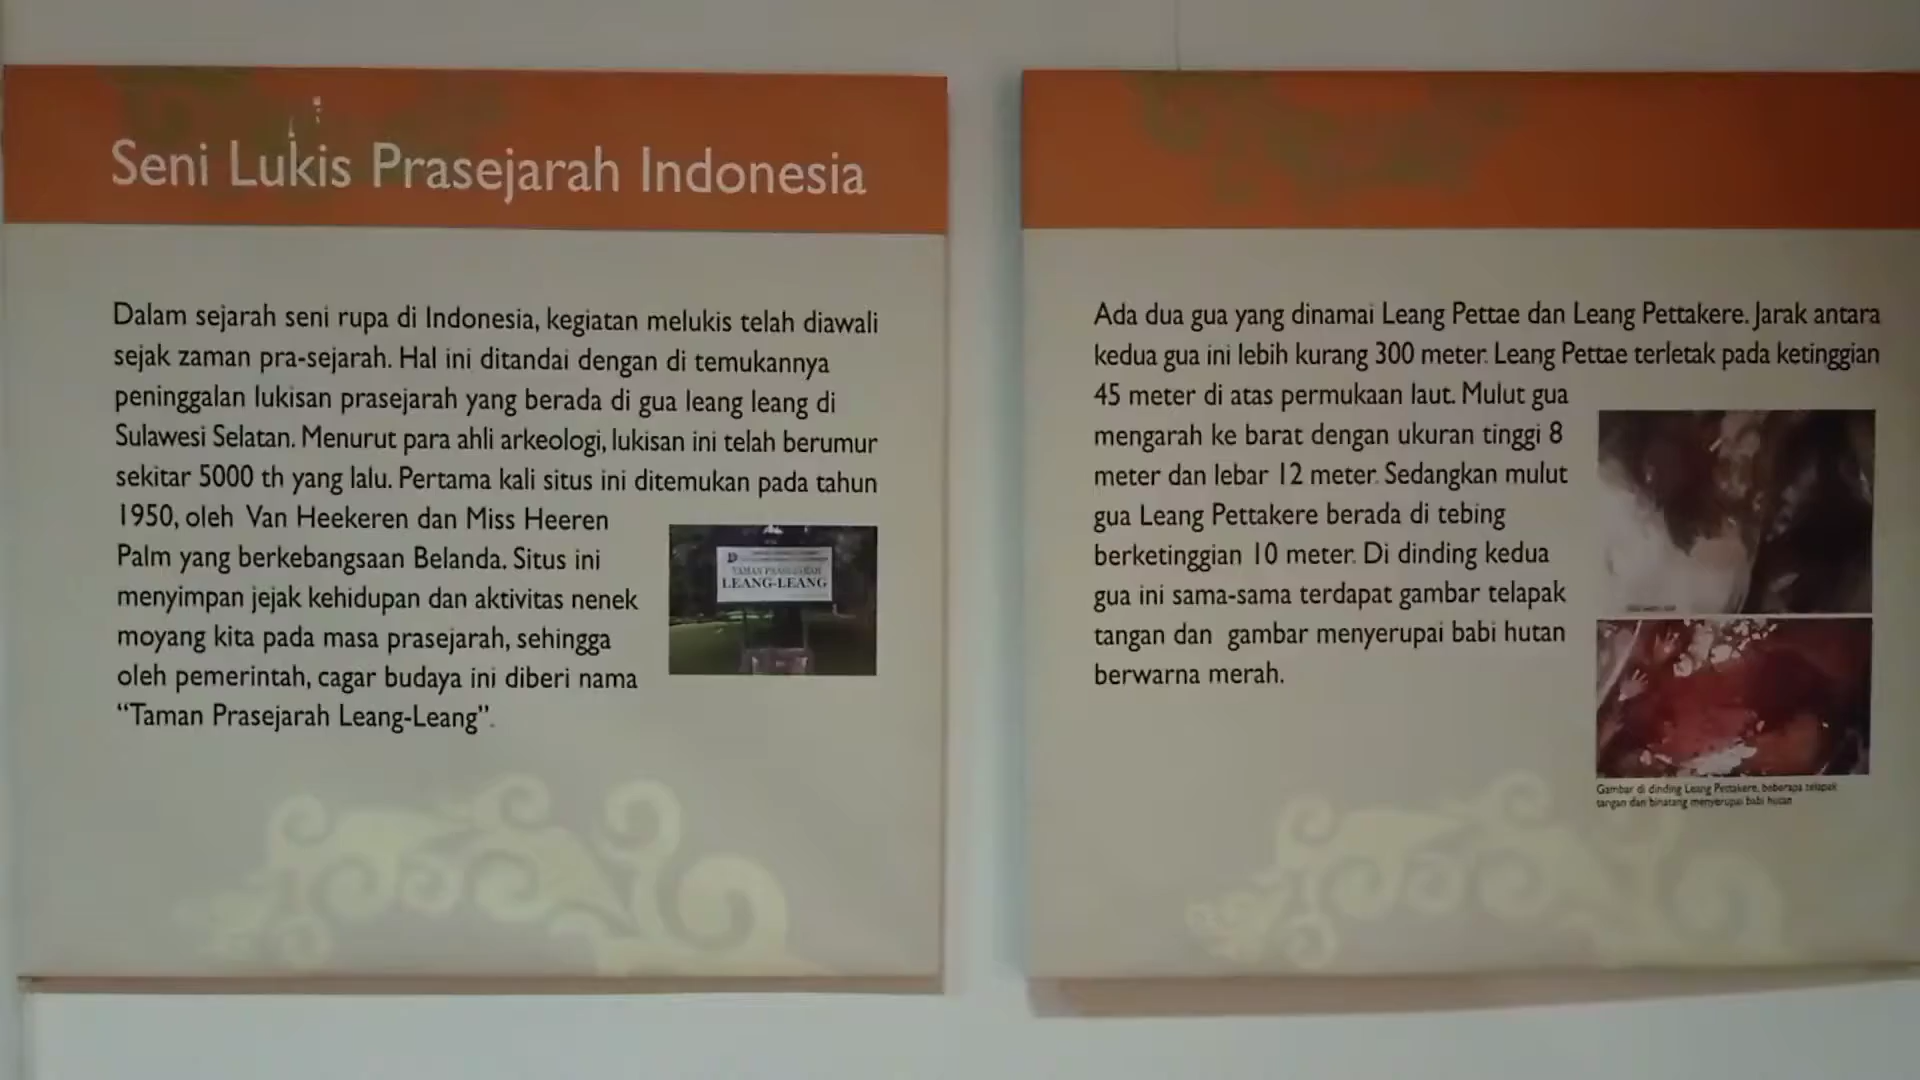 Seni Lukis Prasejarah Indonesia
Dalam sejarah seni rupa di Indonesia, kegiatan melukis telah diawali
sejak zaman pra-sejarah. Hal ini ditandai dengan di temukannya
peninggalan lukisan prasejarah yang berada di gua leang leang di
Sulawesi Selatan. Menurut para ahli arkeologi, lukisan ini telah berumur
sekitar 5000 th yang lalu. Pertama kali situs ini ditemukan pada tahun
1950, oleh Van Heekeren dan Miss Heeren
Palm yang berkebangsaan Belanda. Situs ini
menyimpan jejak kehidupan dan aktivitas nenek
moyang kita pada masa prasejarah, sehingga
oleh pemerintah, cagar budaya ini diberi nama
“Taman Prasejarah Leang-Leang”.
TAMAN PRASEJARAH
LEANG-LEANG
Ada dua gua yang dinamai Leang Pettae dan Leang Pettakere. Jarak antara
kedua gua ini lebih kurang 300 meter. Leang Pettae terletak pada ketinggian
45 meter di atas permukaan laut. Mulut gua
mengarah ke barat dengan ukuran tinggi 8
meter dan lebar 12 meter. Sedangkan mulut
gua Leang Pettakere berada di tebing
berketinggian 10 meter. Di dinding kedua
gua ini sama-sama terdapat gambar telapak
tangan dan gambar menyerupai babi hutan
berwarna merah.
Gambar di dinding Leang Pettakere, beberapa telapak
tangan dan binatang menyerupai babi hutan